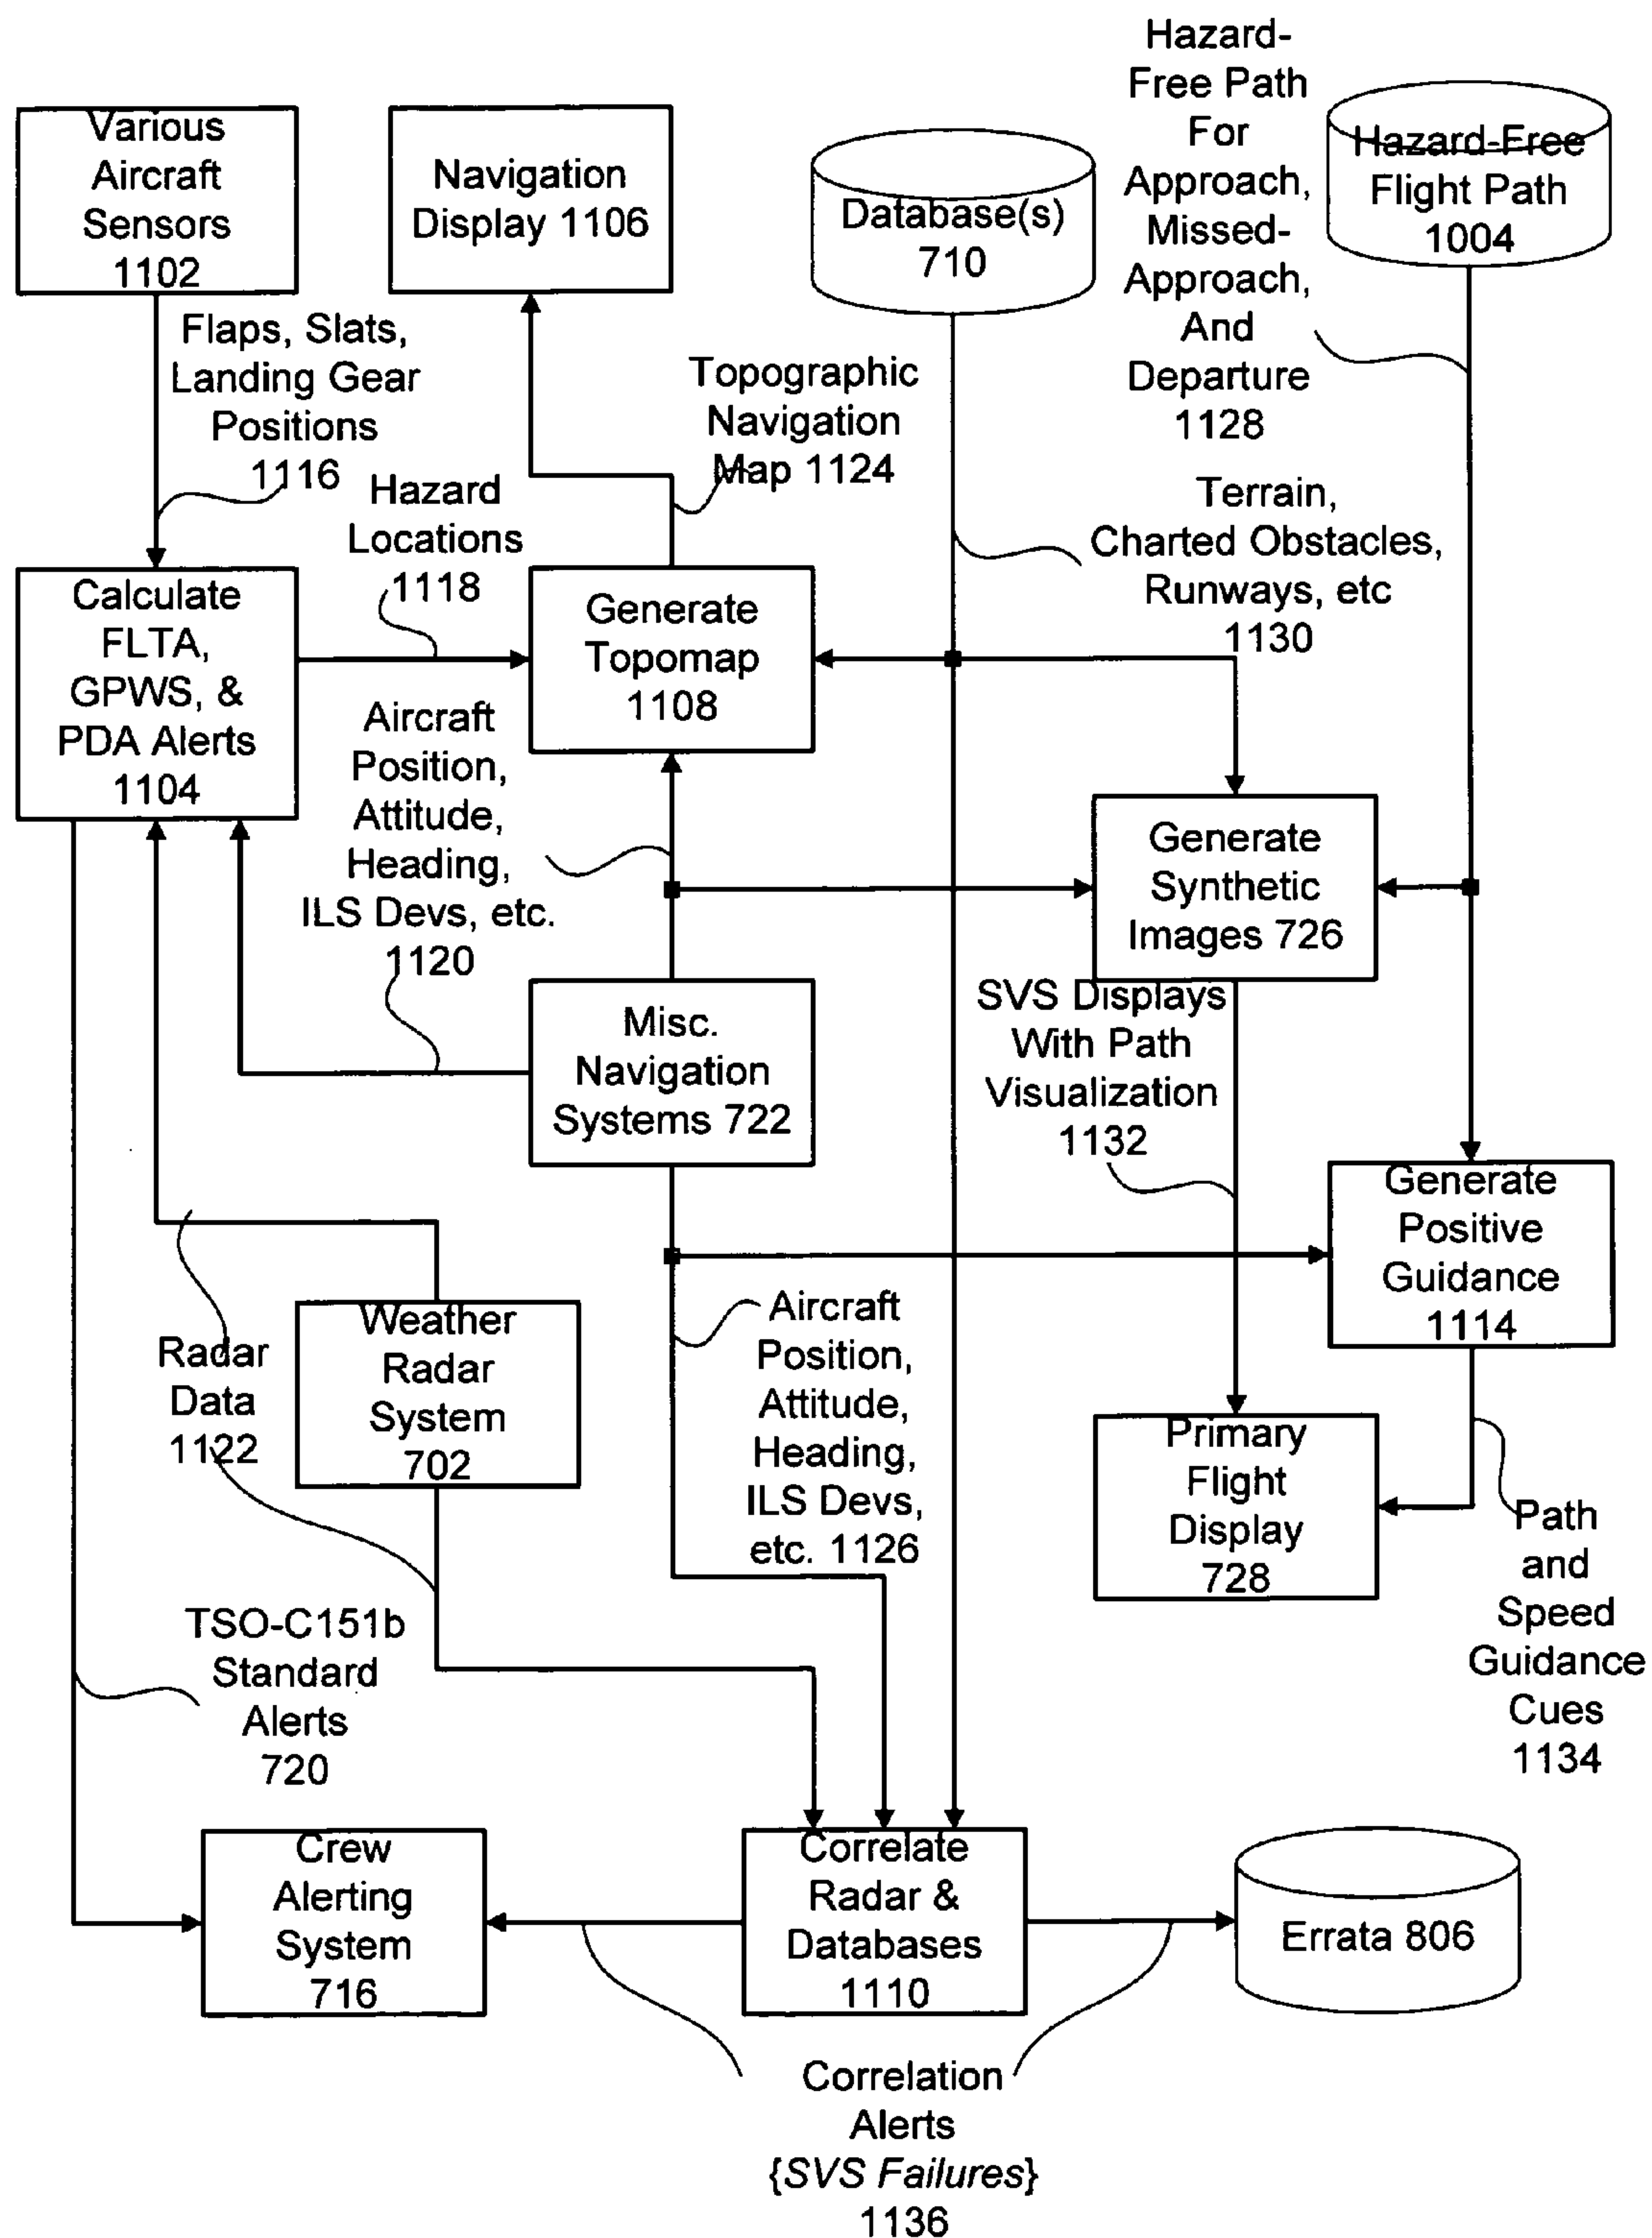 Various
Aircraft
Sensors
1102
Navigation
Display 1106
Database(s)
710
Hazard-
Free Path
For
Approach,
Missed-
Approach,
And
Departure
1128
Hazard-Free
Flight Path
1004
Flaps, Slats,
Landing Gear
Positions
1116
Topographic
Navigation
Map 1124
Hazard
Locations
1118
Terrain,
Charted Obstacles,
Runways, etc
1130
Calculate
FLTA,
GPWS, &
PDA Alerts
1104
Generate
Topomap
1108
Aircraft
Position,
Attitude,
Heading,
ILS Devs, etc.
1120
Generate
Synthetic
Images 726
Misc.
Navigation
Systems 722
SVS Displays
With Path
Visualization
1132
Generate
Positive
Guidance
1114
Radar
Data
1122
Weather
Radar
System
702
Aircraft
Position,
Attitude,
Heading,
ILS Devs,
etc. 1126
Primary
Flight
Display
728
Path
and
Speed
Guidance
Cues
1134
TSO-C151b
Standard
Alerts
720
Crew
Alerting
System
716
Correlate
Radar &
Databases
1110
Errata 806
Correlation
Alerts
{SVS Failures}
1136